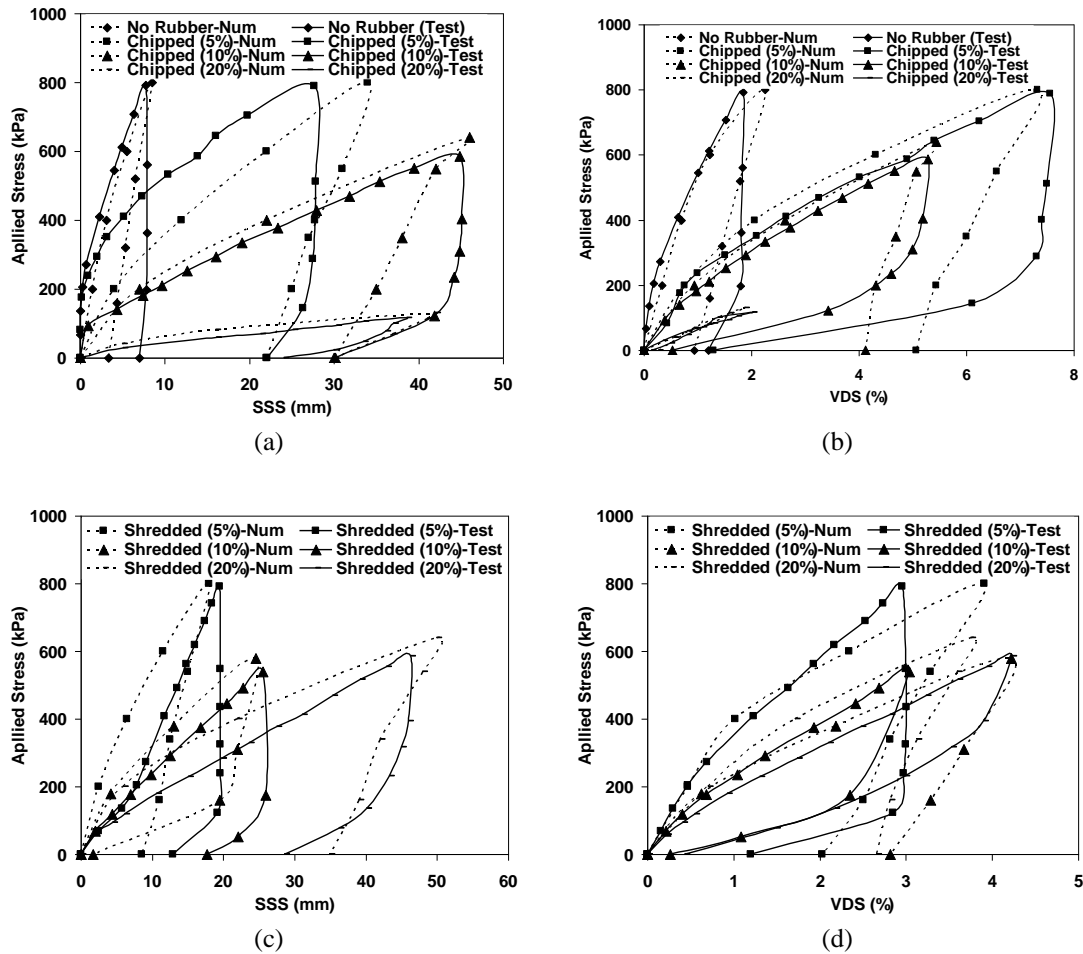 No Rubber-Num No Rubber (Test)
Chipped (5%)-Num Chipped (5%)-Test
Chipped (10%)-Num Chipped (10%)-Test
Chipped (20%)-Num Chipped (20%)-Test
1000
800
600
400
200
0
Apllied Stress (kPa)
0 10 20 30 40 50
SSS (mm)
(a)
No Rubber-Num No Rubber (Test)
Chipped (5%)-Num Chipped (5%)-Test
Chipped (10%)-Num Chipped (10%)-Test
Chipped (20%)-Num Chipped (20%)-Test
1000
800
600
400
200
0
Apllied Stress (kPa)
0 2 4 6 8
VDS (%)
(b)
Shredded (5%)-Num Shredded (5%)-Test
Shredded (10%)-Num Shredded (10%)-Test
Shredded (20%)-Num Shredded (20%)-Test
1000
800
600
400
200
0
Apllied Stress (kPa)
0 10 20 30 40 50 60
SSS (mm)
(c)
Shredded (5%)-Num Shredded (5%)-Test
Shredded (10%)-Num Shredded (10%)-Test
Shredded (20%)-Num Shredded (20%)-Test
1000
800
600
400
200
0
Apllied Stress (kPa)
0 1 2 3 4 5
VDS (%)
(d)